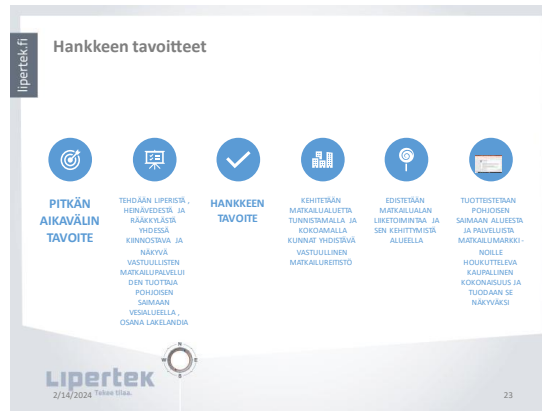 lipertek.fi
Hankkeen tavoitteet
PITKÄN
AIKAVÄLIN
TAVOITE
TEHDÄÄN LIPERISTÄ ,
HEINÄVEDESTÄ JA
RÄÄKKYLÄSTÄ
YHDESSÄ
KIINNOSTAVA JA
NÄKYVÄ
VASTUULLISTEN
MATKAILUPALVELUI
DEN TUOTTAJA
POHJOISEN
SAIMAAN
VESIALUEELLA ,
OSANA LAKELANDIA
HANKKEEN
TAVOITE
KEHITETÄÄN
MATKAILUALUETTA
TUNNISTAMALLA JA
KOKOAMALLA
KUNNAT YHDISTÄVÄ
VASTUULLINEN
MATKAILUREITISTÖ
EDISTETÄÄN
MATKAILUALAN
LIIKETOIMINTAA JA
SEN KEHITTYMISTÄ
ALUEELLA
TUOTTEISTETAAN
POHJOISEN
SAIMAAN ALUEESTA
JA PALVELUISTA
MATKAILUMARKKI-
NOILLE
HOUKUTTELEVA
KAUPALLINEN
KOKONAISUUS JA
TUODAAN SE
NÄKYVÄKSI
N
W E
S
Lipertek
Tekee tilaa.
2/14/2024
23